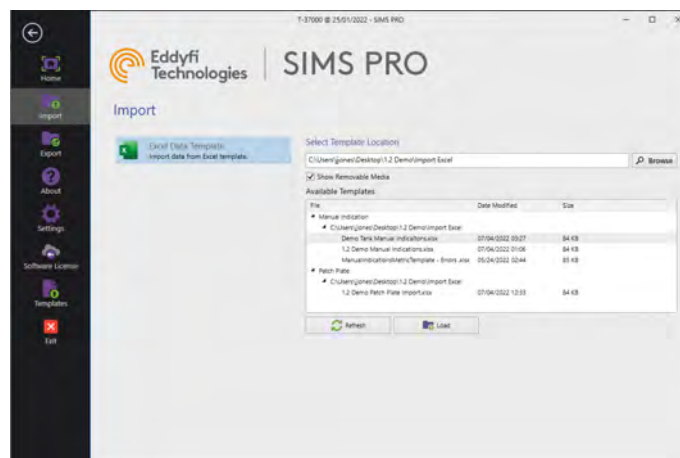 T-37000 @ 25/01/2022 - SIMS PRO
Eddyfi
Technologies
SIMS PRO
Home
Import
Export
About
Settings
Software License
Templates
Exit
Import
Excel Data Template
Import data from Excel template.
Select Template Location
C:\Users\jjones\Desktop\1.2 Demo\Import Excel
Browse
Show Removable Media
Available Templates
File Date Modified Size
Manual Indication
C:\Users\jjones\Desktop\1.2 Demo\Import Excel
Demo Tank Manual Indicaitons.xlsx 07/04/2022 03:27 84 KB
1.2 Demo Manual Indications.xlsx 07/04/2022 01:06 84 KB
ManualIndicationsMetricTemplate - Errors .xlsx 05/24/2022 02:44 85 KB
Patch Plate
C:\Users\jjones\Desktop\1.2 Demo\Import Excel
1.2 Demo Patch Plate Import.xlsx 07/04/2022 12:33 84 KB
Refresh Load